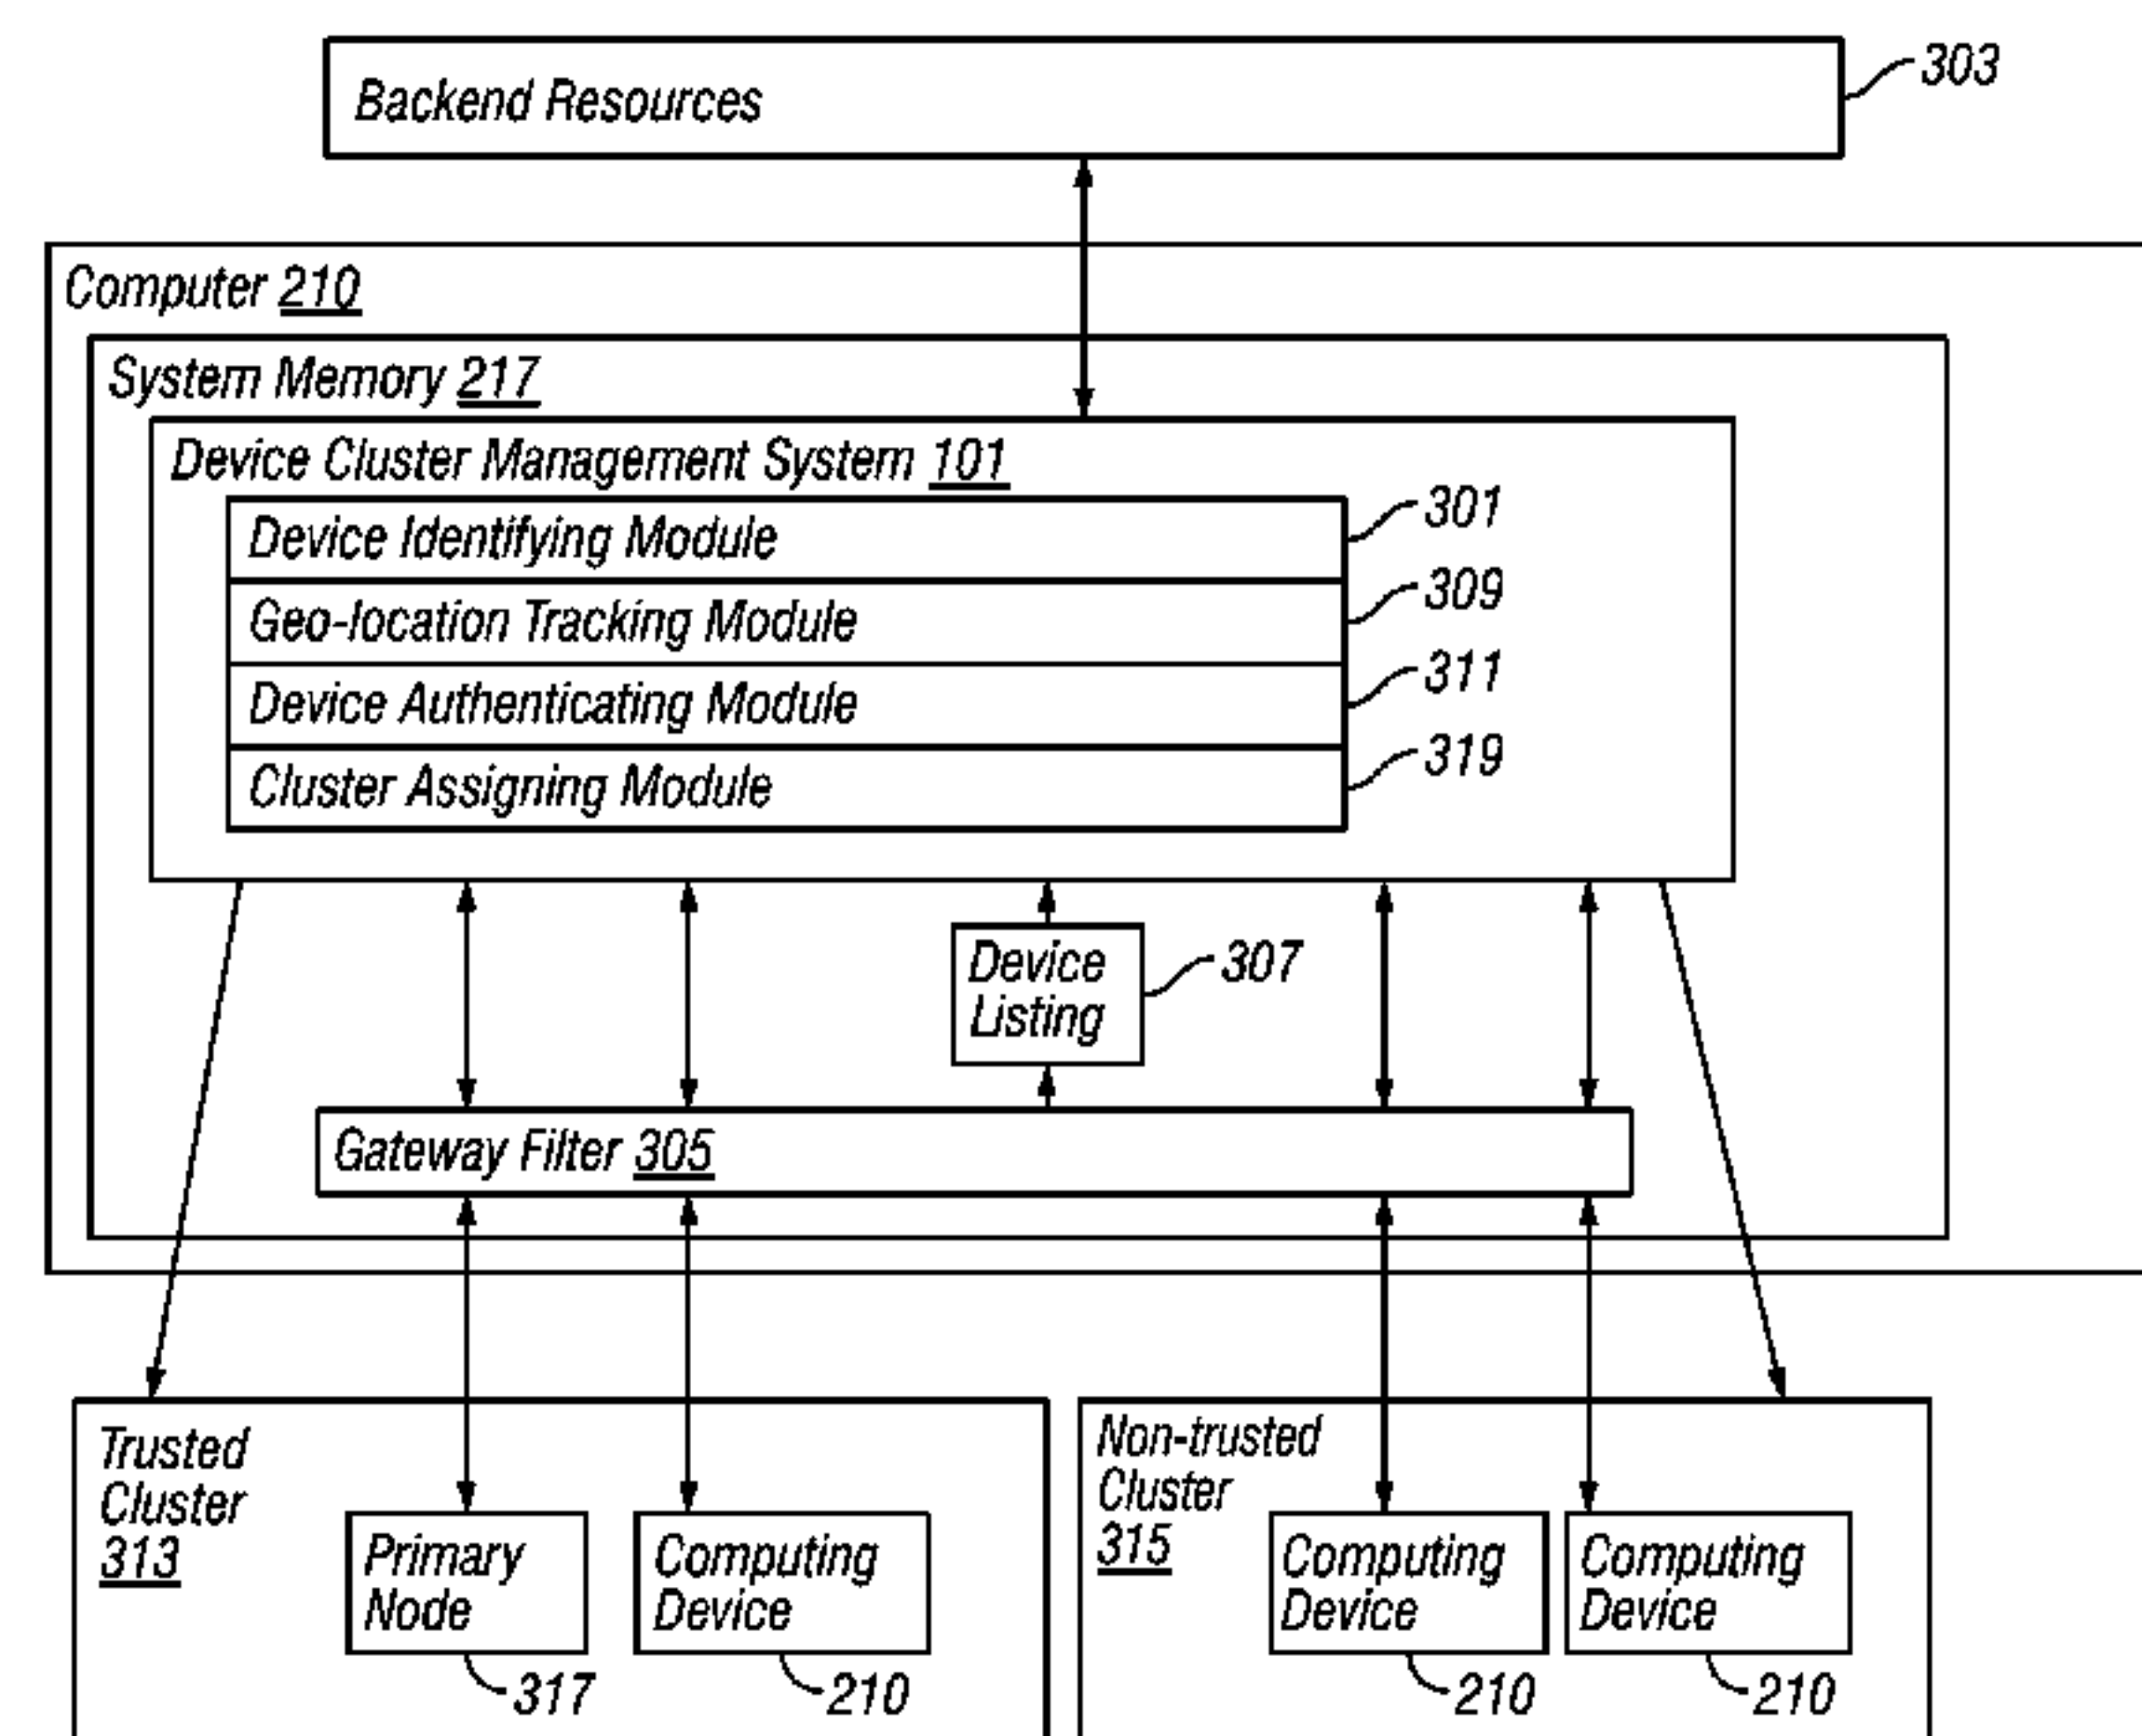 Backend Resources
303
Computer 210
System Memory 217
Device Cluster Management System 101
Device Identifying Module
301
Geo-location Tracking Module
309
Device Authenticating Module
311
Cluster Assigning Module
319
Device
Listing
307
Gateway Filter 305
Trusted
Cluster
313
Primary
Node
317
Computing
Device
210
Non-trusted
Cluster
315
Computing
Device
210
Computing
Device
210